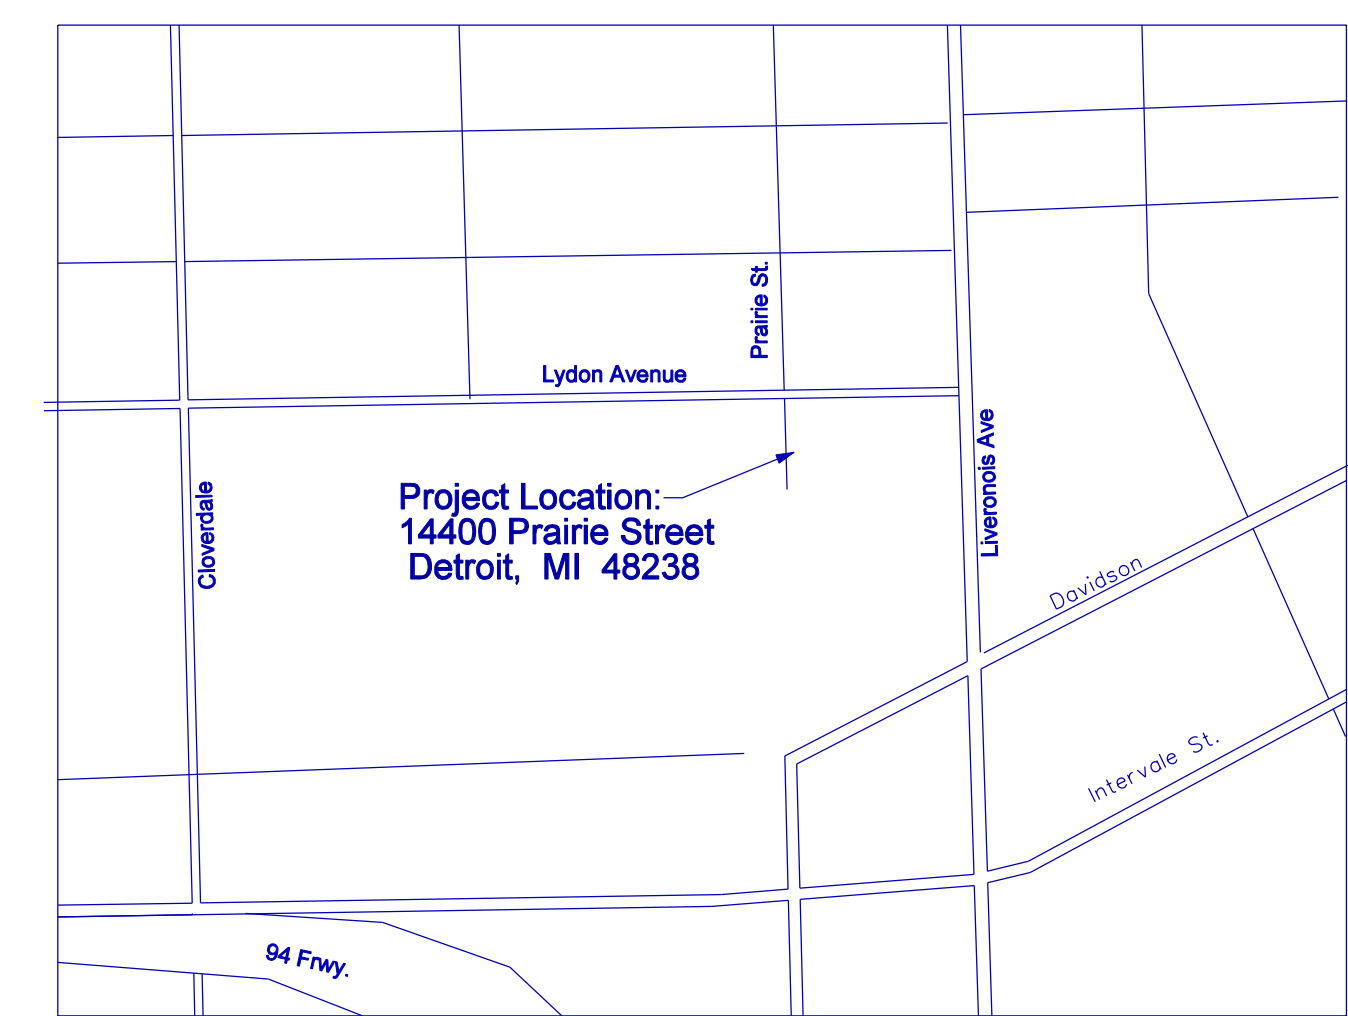 Prairie St.
Lydon Avenue
Liveronois Ave
Cloverdale
Project Location:
14400 Prairie Street
Detroit, MI 48238
Davidson
Intervale St.
94 Frwy.